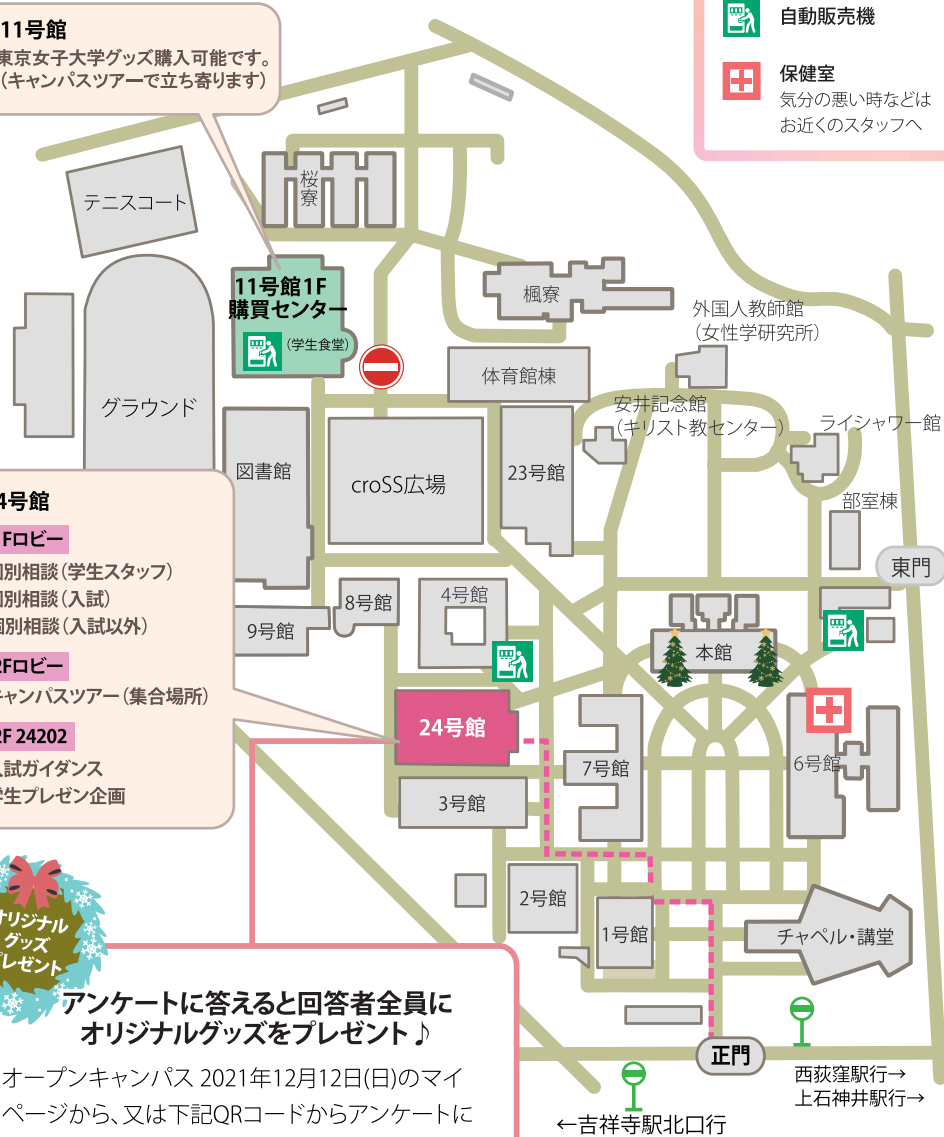 11号館
東京女子大学グッズ購入可能です。
(キャンパスツアーで立ち寄ります)
自動販売機
保健室
気分の悪い時などは
お近くのスタッフへ
桜
寮
テニスコート
11号館1F
購買センター
(学生食堂)
楓寮
外国人教師館
(女性学研究所)
体育館棟
グラウンド
安井記念館
(キリスト教センター)
ライシャワー館
図書館
croSS広場
23号館
部室棟
東門
4号館
Fロビー
別相談(学生スタッフ)
別相談(入試)
別相談(入試以外)
2Fロビー
キャンパスツアー(集合場所)
2F 24202
入試ガイダンス
学生プレゼン企画
8号館
4号館
9号館
本館
24号館
7号館
6号館
3号館
2号館
1号館
チャペル・講堂
オリジナル
グッズ
プレゼント
アンケートに答えると回答者全員に
オリジナルグッズをプレゼント♪
オープンキャンパス 2021年12月12日(日)のマイ
ページから、又は下記QRコードからアンケートに
正門
西荻窪駅行→
上石神井駅行→
←吉祥寺駅北口行